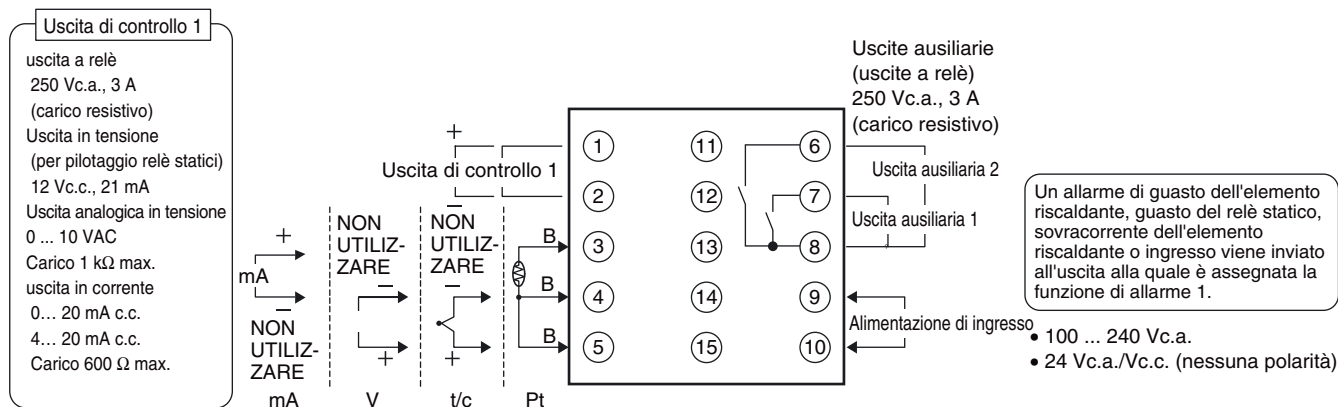 Uscita di controllo 1
uscita a relè
250 Vc.a., 3 A
(carico resistivo)
Uscita in tensione
(per pilotaggio relè statici)
12 Vc.c., 21 mA
Uscita analogica in tensione
0 ... 10 VAC
Carico 1 kΩ max.
uscita in corrente
0... 20 mA c.c.
4... 20 mA c.c.
Carico 600 Ω max.
+
mA
−
NON
UTILIZ-
ZARE
mA
NON
UTILIZ-
ZARE
−
+
V
NON
UTILIZ-
ZARE
−
+
t/c
B
B
B
Pt
+
Uscita di controllo 1
−
1
2
3
4
5
11
12
13
14
15
6
7
8
9
10
Uscite ausiliarie
(uscite a relè)
250 Vc.a., 3 A
(carico resistivo)
Uscita ausiliaria 2
Uscita ausiliaria 1
Alimentazione di ingresso
Un allarme di guasto dell'elemento
riscaldante, guasto del relè statico,
sovracorrente dell'elemento
riscaldante o ingresso viene inviato
all'uscita alla quale è assegnata la
funzione di allarme 1.
• 100 ... 240 Vc.a.
• 24 Vc.a./Vc.c. (nessuna polarità)